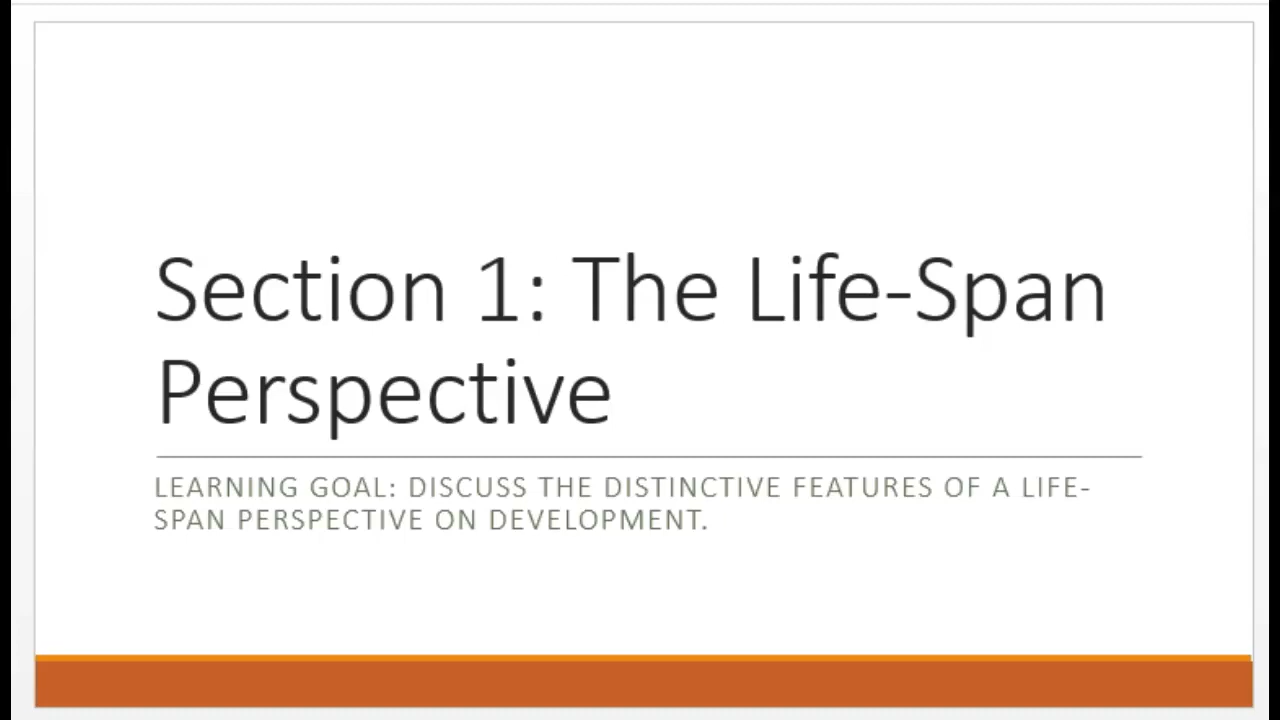 Section 1: The Life-Span
Perspective
LEARNING GOAL: DISCUSS THE DISTINCTIVE FEATURES OF A LIFE-
SPAN PERSPECTIVE ON DEVELOPMENT.